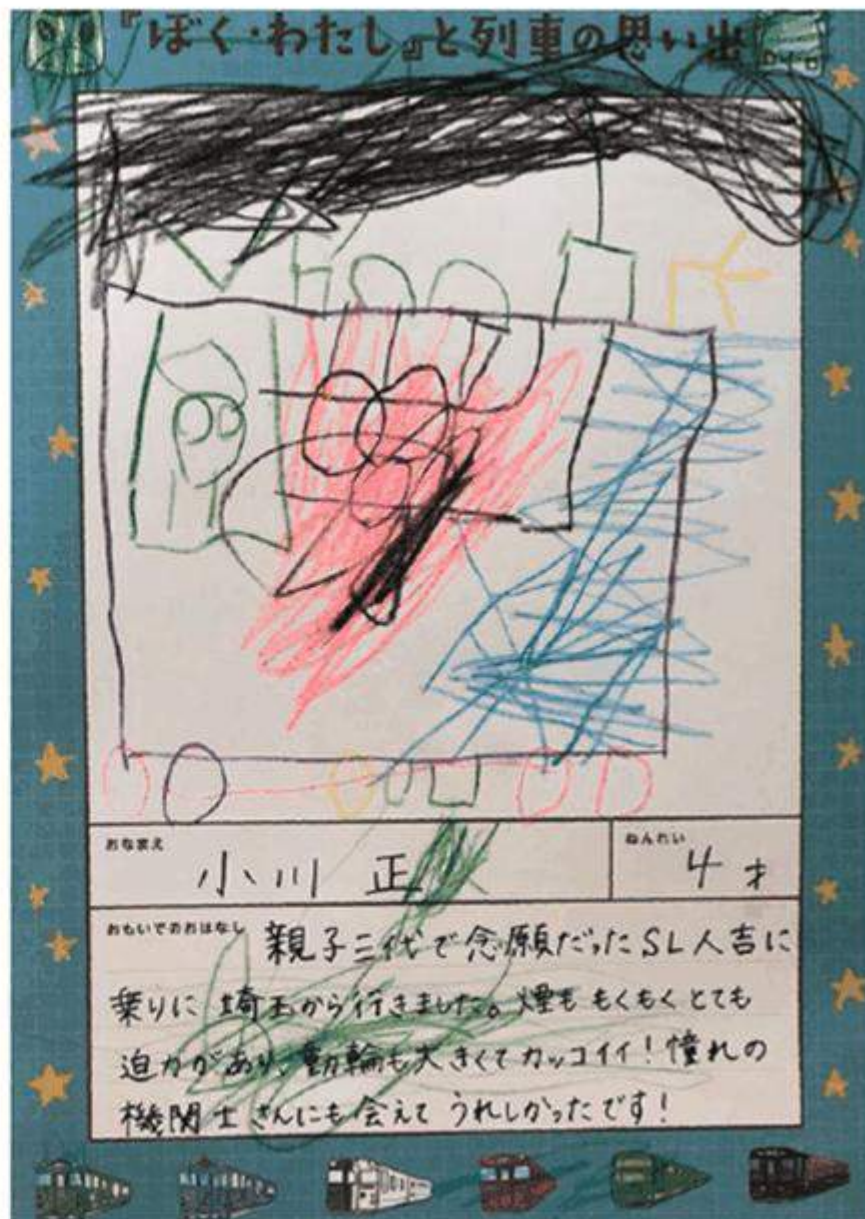 『ぼく・わたし』と列車の思い出
おなまえ
小川 正
ねんれい
4才
おもいでのおはなし
親子二代で念願だったSL人吉に
乗りに埼玉から行きました。煙ももくもくとても
迫力があり、動輪も大きくてカッコイイ!憧れの
機関士さんにも会えてうれしかったです!